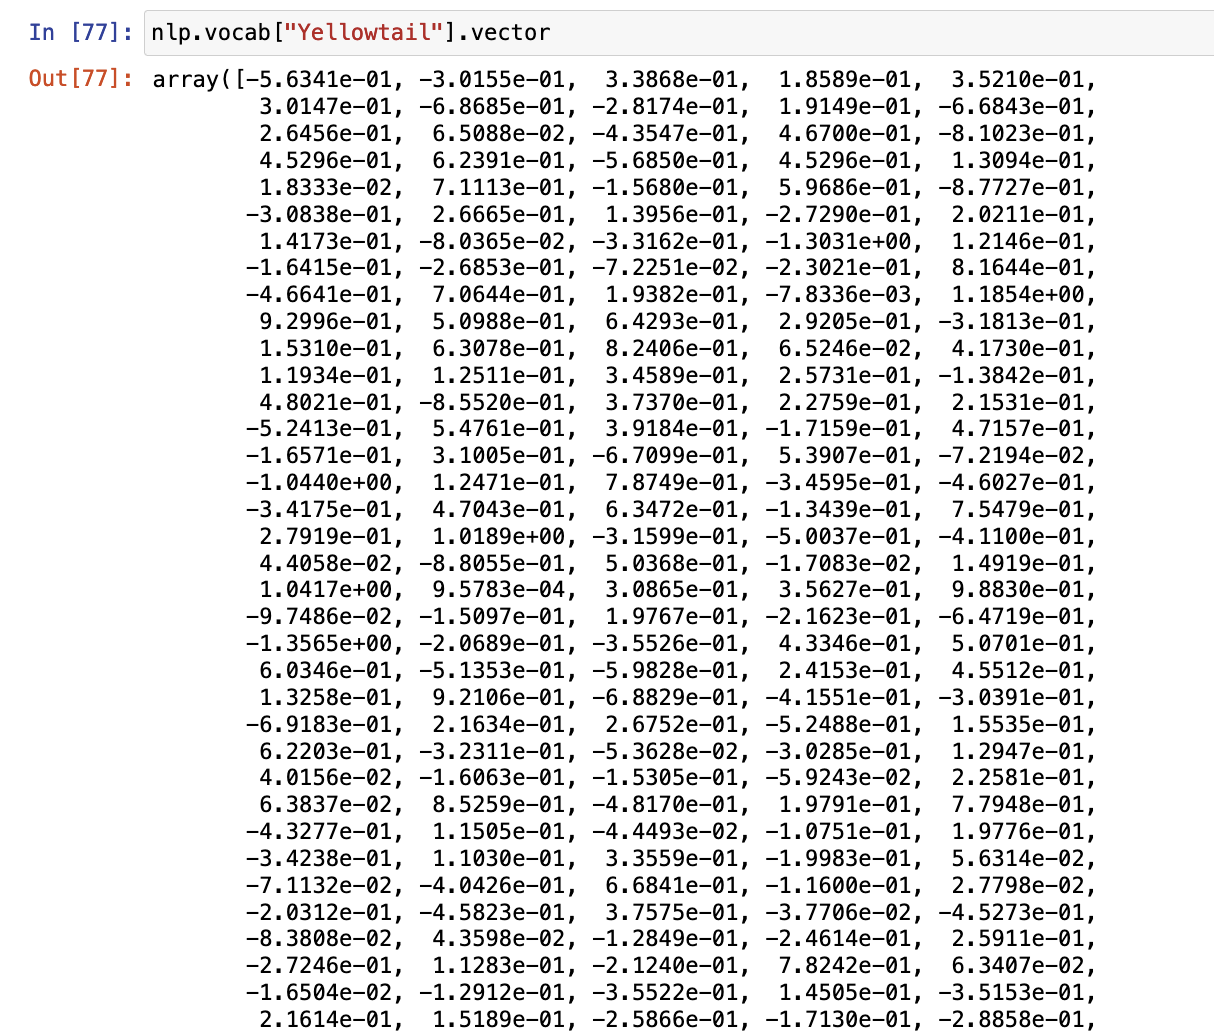 In [77]: nlp.vocab["Yellowtail"].vector
Out[77]: array([-5.6341e-01, -3.0155e-01, 3.3868e-01, 1.8589e-01, 3.5210e-01,
3.0147e-01, -6.8685e-01, -2.8174e-01, 1.9149e-01, -6.6843e-01,
2.6456e-01, 6.5088e-02, -4.3547e-01, 4.6700e-01, -8.1023e-01,
4.5296e-01, 6.2391e-01, -5.6850e-01, 4.5296e-01, 1.3094e-01,
1.8333e-02, 7.1113e-01, -1.5680e-01, 5.9686e-01, -8.7727e-01,
-3.0838e-01, 2.6665e-01, 1.3956e-01, -2.7290e-01, 2.0211e-01,
1.4173e-01, -8.0365e-02, -3.3162e-01, -1.3031e+00, 1.2146e-01,
-1.6415e-01, -2.6853e-01, -7.2251e-02, -2.3021e-01, 8.1644e-01,
-4.6641e-01, 7.0644e-01, 1.9382e-01, -7.8336e-03, 1.1854e+00,
9.2996e-01, 5.0988e-01, 6.4293e-01, 2.9205e-01, -3.1813e-01,
1.5310e-01, 6.3078e-01, 8.2406e-01, 6.5246e-02, 4.1730e-01,
1.1934e-01, 1.2511e-01, 3.4589e-01, 2.5731e-01, -1.3842e-01,
4.8021e-01, -8.5520e-01, 3.7370e-01, 2.2759e-01, 2.1531e-01,
-5.2413e-01, 5.4761e-01, 3.9184e-01, -1.7159e-01, 4.7157e-01,
-1.6571e-01, 3.1005e-01, -6.7099e-01, 5.3907e-01, -7.2194e-02,
-1.0440e+00, 1.2471e-01, 7.8749e-01, -3.4595e-01, -4.6027e-01,
-3.4175e-01, 4.7043e-01, 6.3472e-01, -1.3439e-01, 7.5479e-01,
2.7919e-01, 1.0189e+00, -3.1599e-01, -5.0037e-01, -4.1100e-01,
4.4058e-02, -8.8055e-01, 5.0368e-01, -1.7083e-02, 1.4919e-01,
1.0417e+00, 9.5783e-04, 3.0865e-01, 3.5627e-01, 9.8830e-01,
-9.7486e-02, -1.5097e-01, 1.9767e-01, -2.1623e-01, -6.4719e-01,
-1.3565e+00, -2.0689e-01, -3.5526e-01, 4.3346e-01, 5.0701e-01,
6.0346e-01, -5.1353e-01, -5.9828e-01, 2.4153e-01, 4.5512e-01,
1.3258e-01, 9.2106e-01, -6.8829e-01, -4.1551e-01, -3.0391e-01,
-6.9183e-01, 2.1634e-01, 2.6752e-01, -5.2488e-01, 1.5535e-01,
6.2203e-01, -3.2311e-01, -5.3628e-02, -3.0285e-01, 1.2947e-01,
4.0156e-02, -1.6063e-01, -1.5305e-01, -5.9243e-02, 2.2581e-01,
6.3837e-02, 8.5259e-01, -4.8170e-01, 1.9791e-01, 7.7948e-01,
-4.3277e-01, 1.1505e-01, -4.4493e-02, -1.0751e-01, 1.9776e-01,
-3.4238e-01, 1.1030e-01, 3.3559e-01, -1.9983e-01, 5.6314e-02,
-7.1132e-02, -4.0426e-01, 6.6841e-01, -1.1600e-01, 2.7798e-02,
-2.0312e-01, -4.5823e-01, 3.7575e-01, -3.7706e-02, -4.5273e-01,
-8.3808e-02, 4.3598e-02, -1.2849e-01, -2.4614e-01, 2.5911e-01,
-2.7246e-01, 1.1283e-01, -2.1240e-01, 7.8242e-01, 6.3407e-02,
-1.6504e-02, -1.2912e-01, -3.5522e-01, 1.4505e-01, -3.5153e-01,
2.1614e-01, 1.5189e-01, -2.5866e-01, -1.7130e-01, -2.8858e-01,